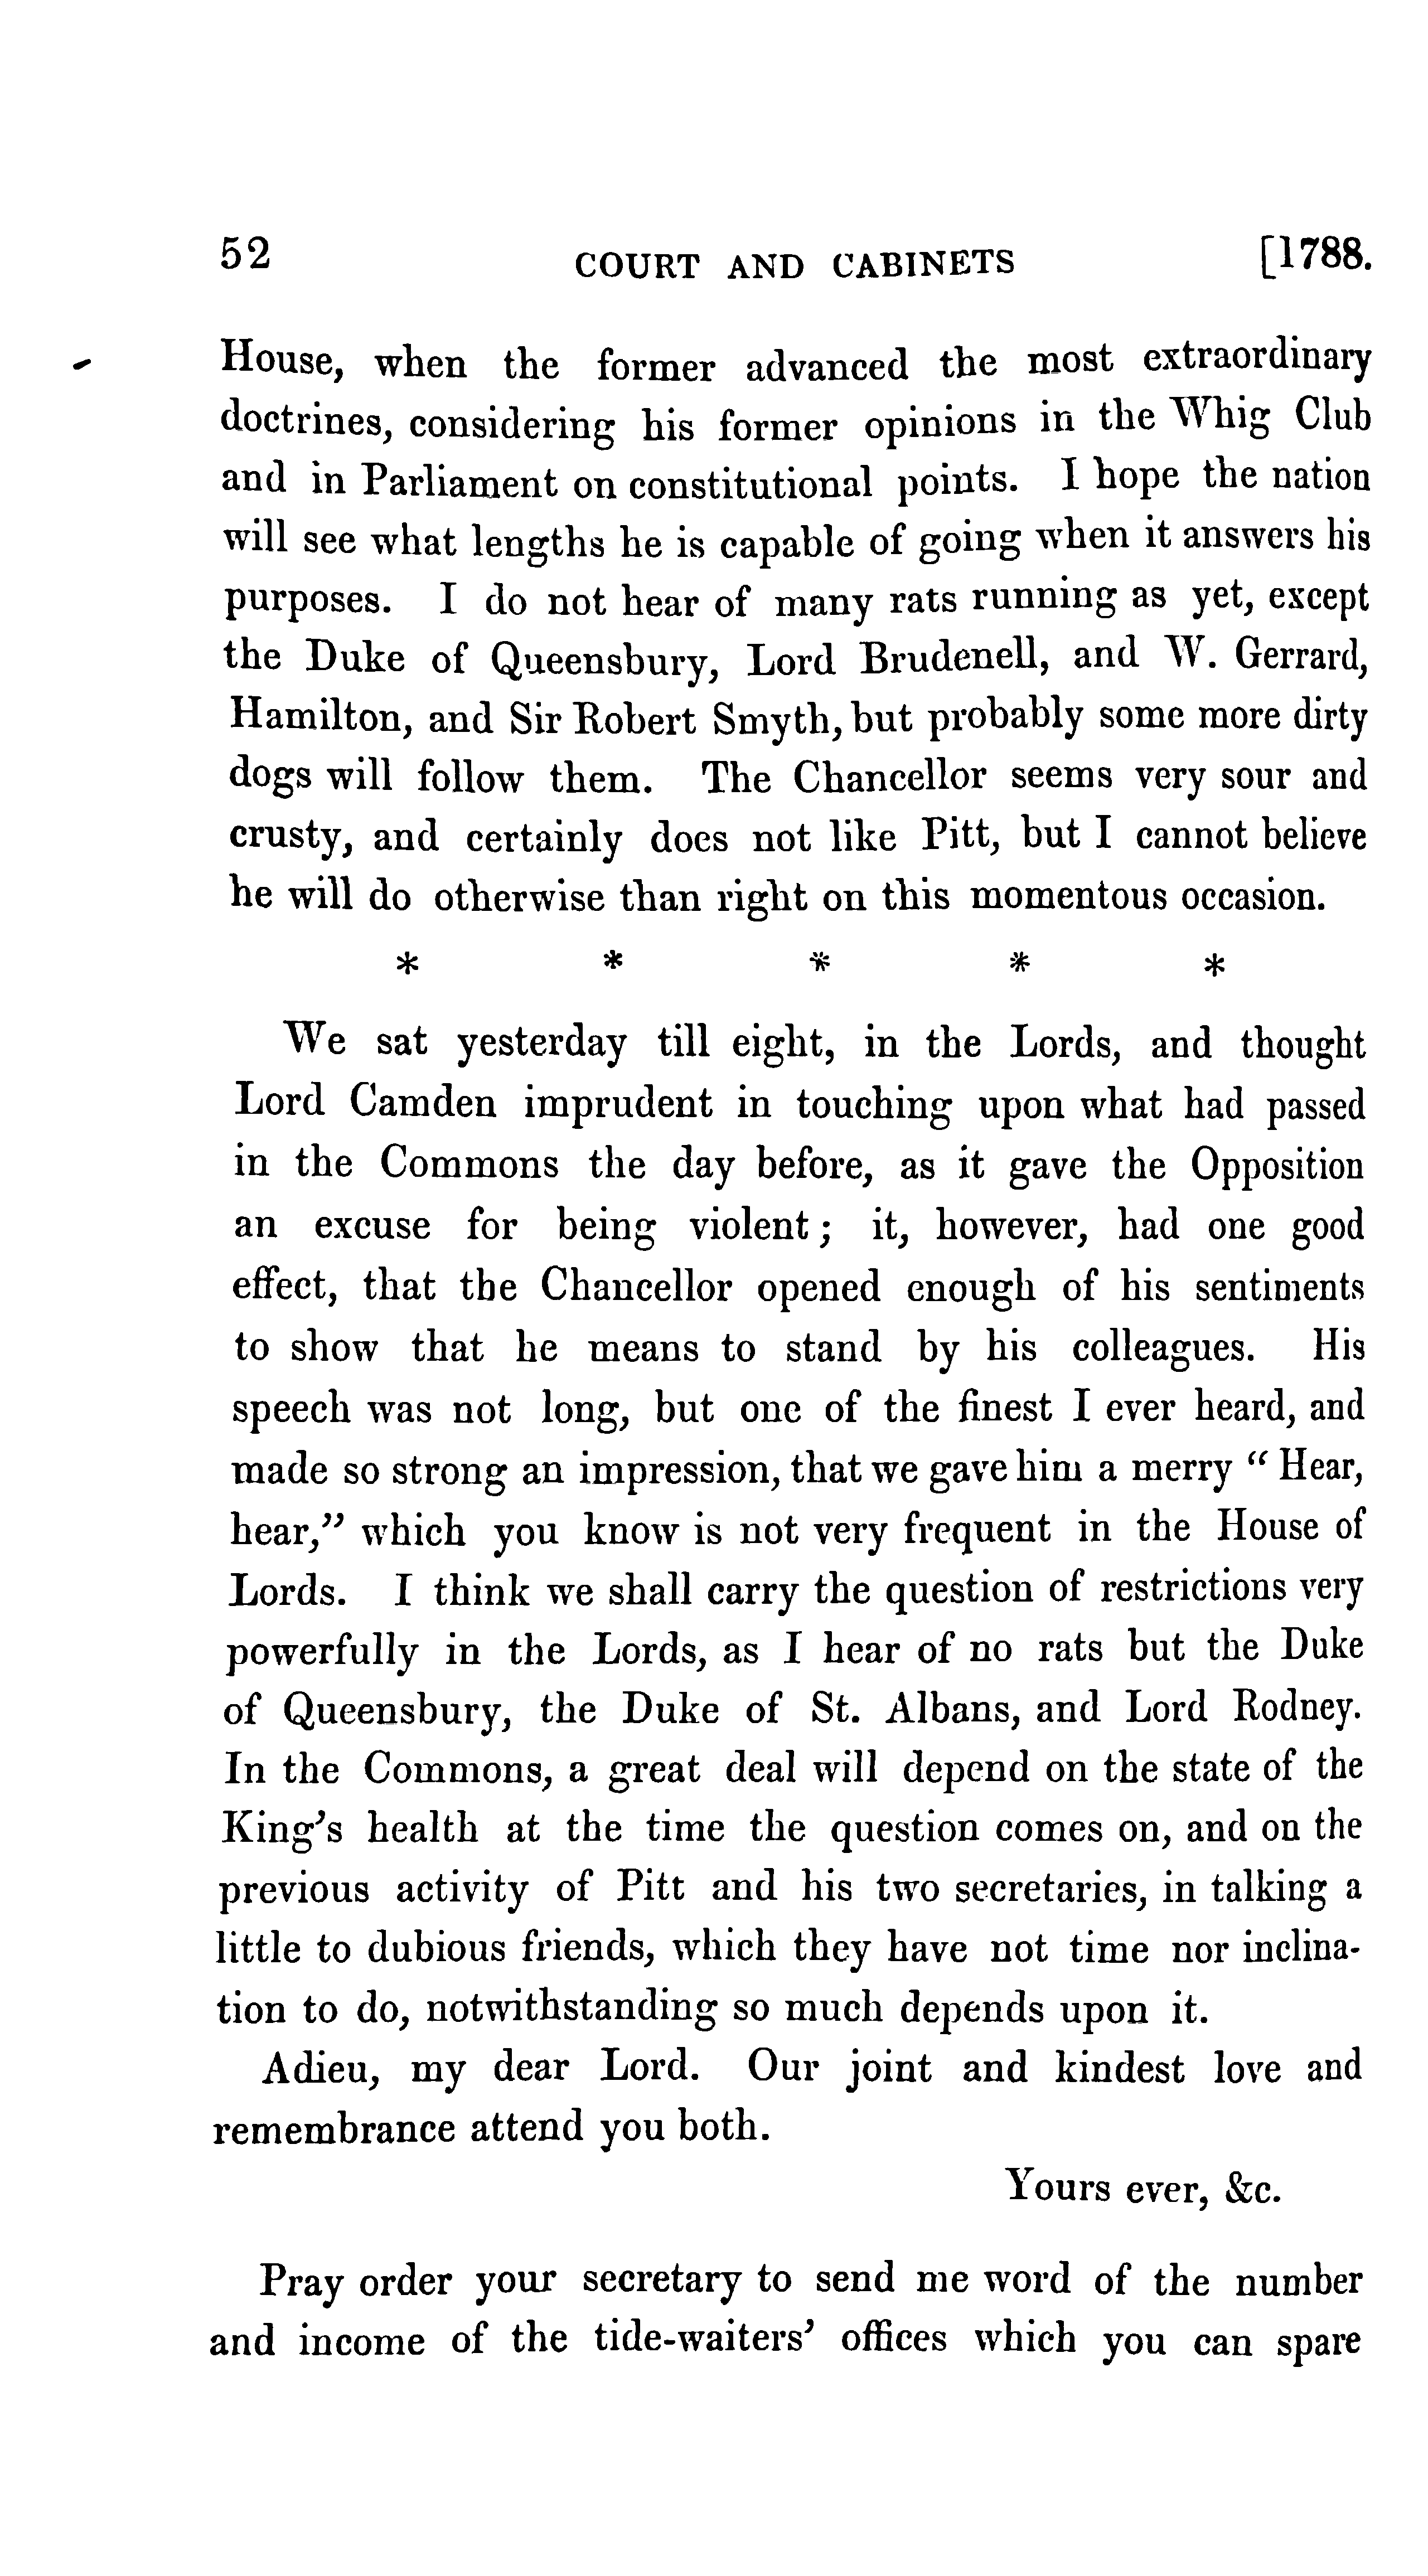 52 COURT AND CABINETS [1788.
House, when the former advanced the most extraordinary
doctrines, considering his former opinions in the Whig Club
and in Parliament on constitutional points. I hope the nation
will see what lengths he is capable of going when it answers his
purposes. I do not hear of many rats running as yet, except
the Duke of Queensbury, Lord Brudenell, and W. Gerrard,
Hamilton, and Sir Robert Smyth, but probably some more dirty
dogs will follow them. The Chancellor seems very sour and
crusty, and certainly does not like Pitt, but I cannot believe
he will do otherwise than right on this momentous occasion.
* * * * *
We sat yesterday till eight, in the Lords, and thought
Lord Camden imprudent in touching upon what had passed
in the Commons the day before, as it gave the Opposition
an excuse for being violent; it, however, had one good
effect, that the Chancellor opened enough of his sentiments
to show that he means to stand by his colleagues. His
speech was not long, but one of the finest I ever heard, and
made so strong an impression, that we gave him a merry "Hear,
hear," which you know is not very frequent in the House of
Lords. I think we shall carry the question of restrictions very
powerfully in the Lords, as I hear of no rats but the Duke
of Queensbury, the Duke of St. Albans, and Lord Rodney.
In the Commons, a great deal will depend on the state of the
King's health at the time the question comes on, and on the
previous activity of Pitt and his two secretaries, in talking a
little to dubious friends, which they have not time nor inclina-
tion to do, notwithstanding so much depends upon it.
Adieu, my dear Lord. Our joint and kindest love and
remembrance attend you both.
Yours ever, &c.
Pray order your secretary to send me word of the number
and income of the tide-waiters' offices which you can spare